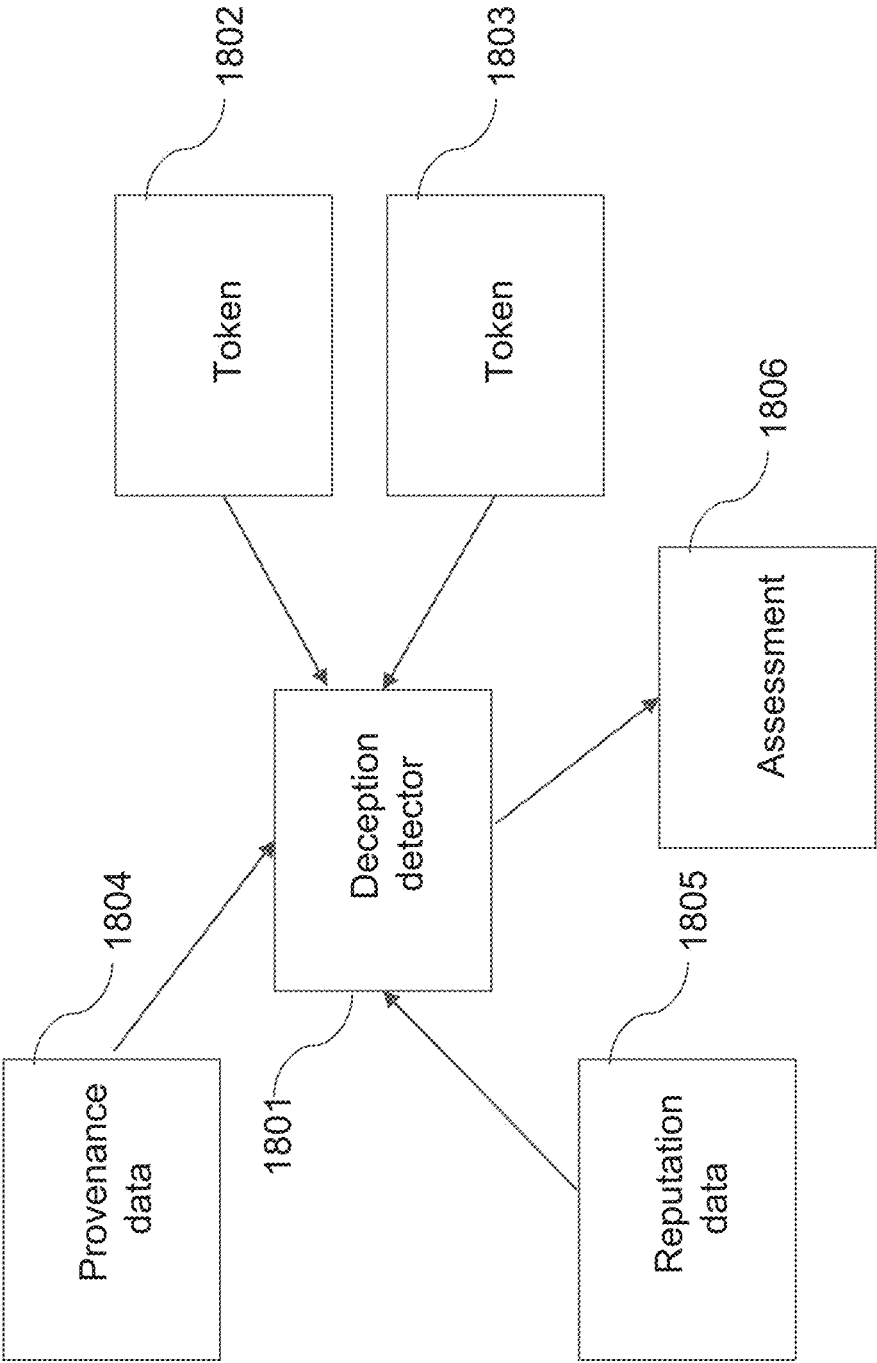 Provenance
data
1804
Token
1802
1801
Deception
detector
Token
1803
Reputation
data
1805
Assessment
1806